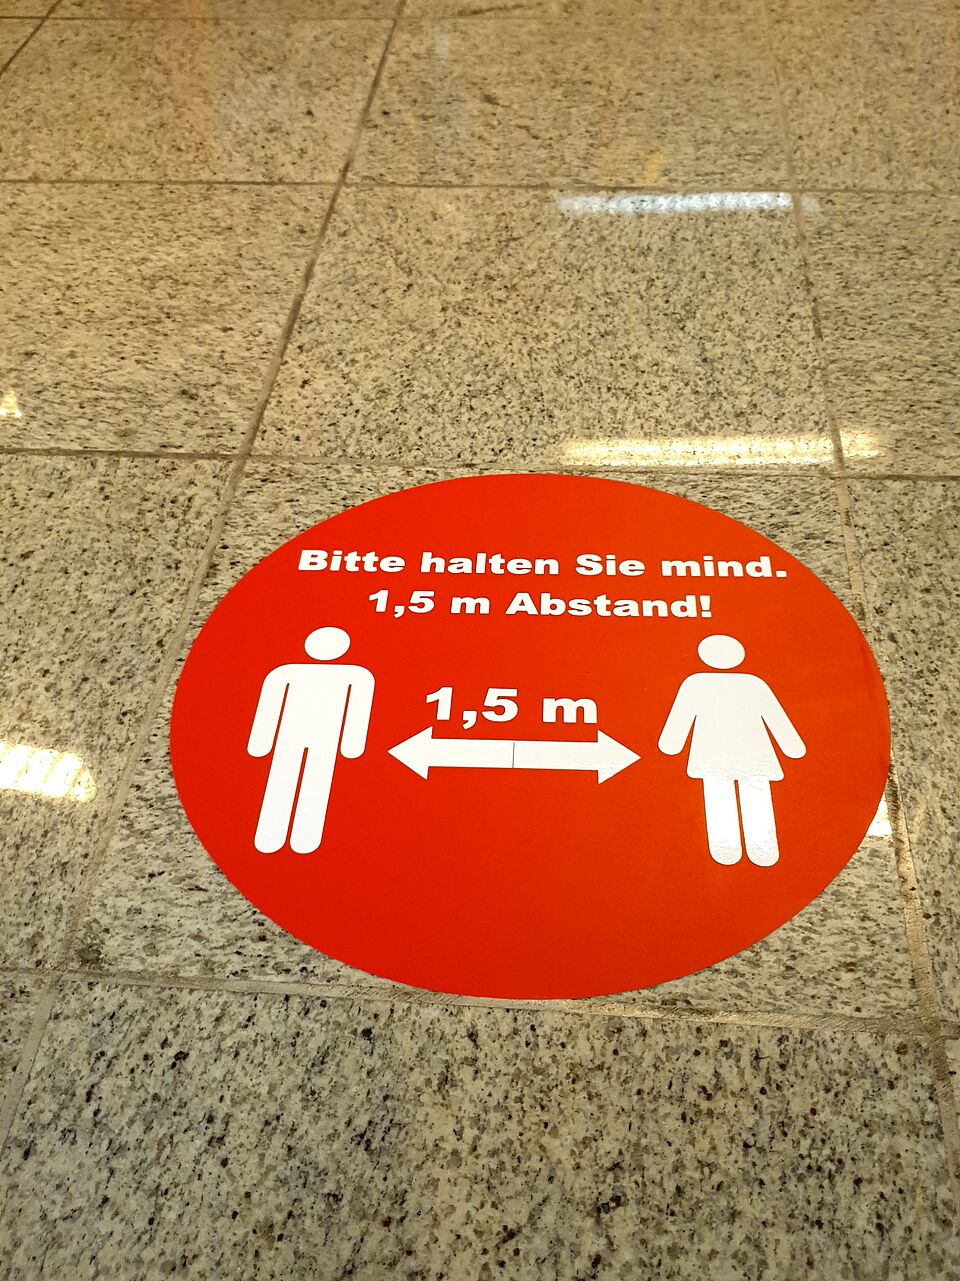 Bitte halten Sie mind.
1,5 m Abstand!
1,5 m